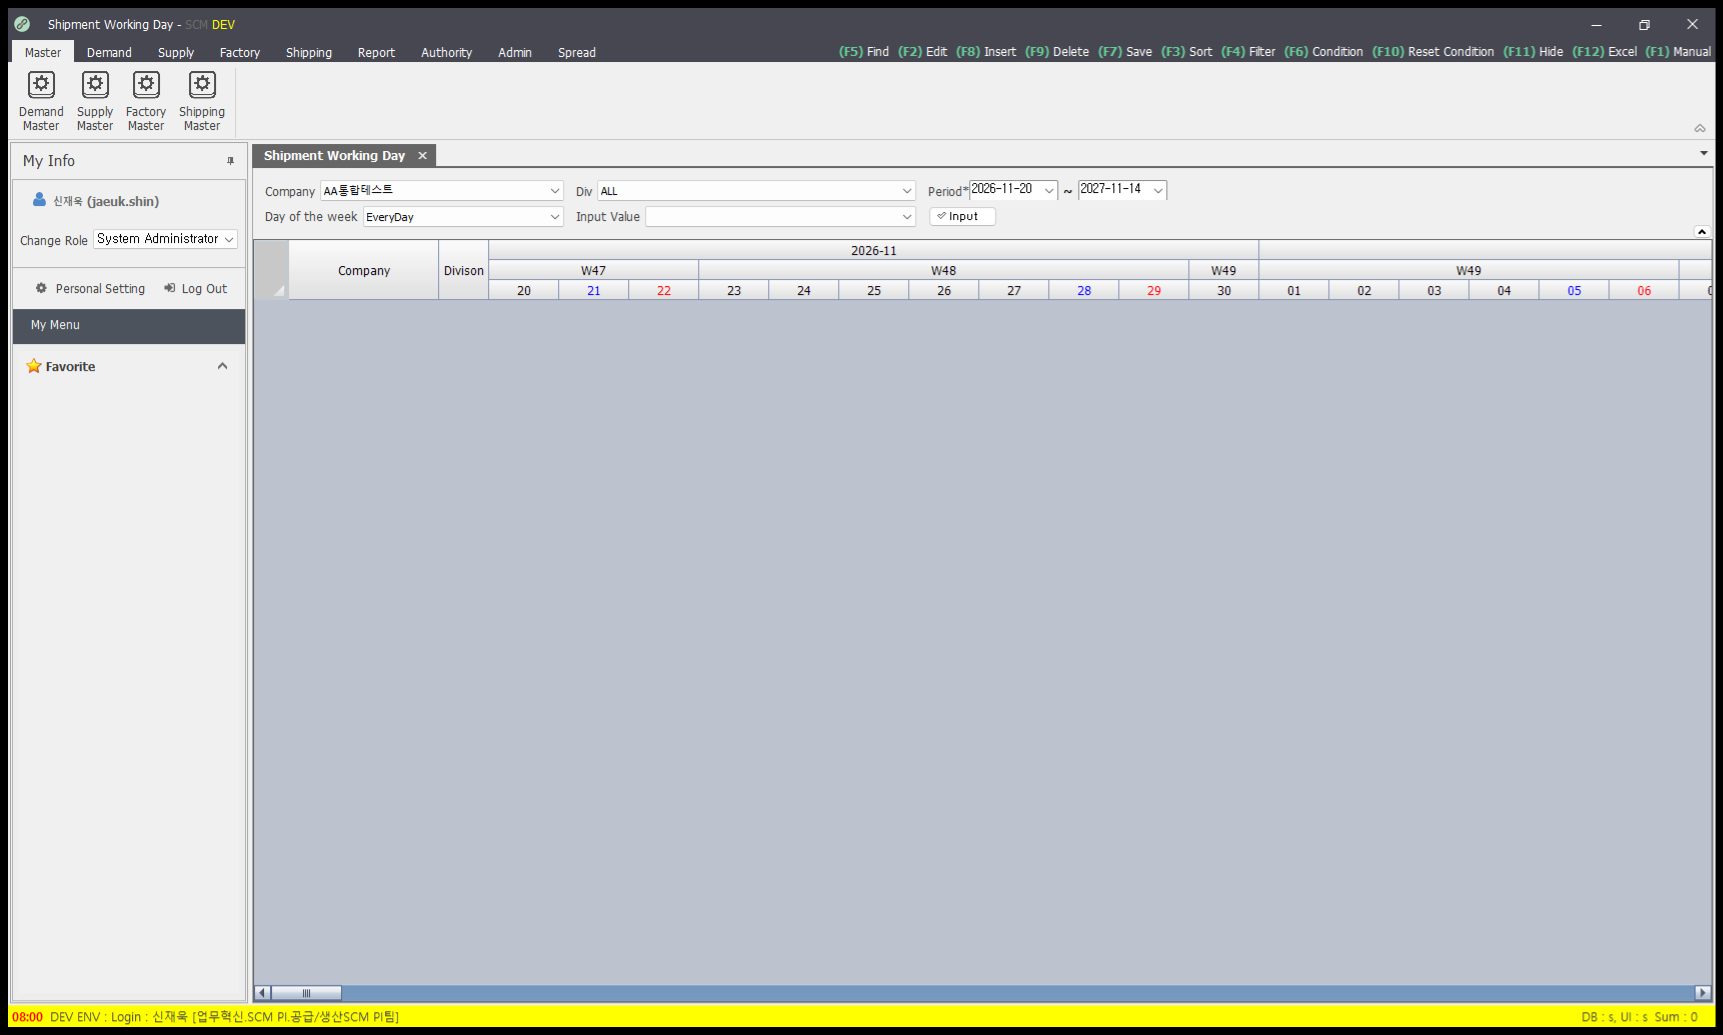 Shipment Working Day - SCM DEV
Master Demand Supply Factory Shipping Report Authority Admin Spread (F5) Find (F2) Edit (F8) Insert (F9) Delete (F7) Save (F3) Sort (F4) Filter (F6) Condition (F10) Reset Condition (F11) Hide (F12) Excel (F1) Manual
Demand Master
Supply Master
Factory Master
Shipping Master
My Info
신재욱 (jaeuk.shin)
Change Role System Administrator
Personal Setting Log Out
My Menu
Favorite
Shipment Working Day
Company AA통합테스트 Div ALL Period* 2026-11-20 ~ 2027-11-14
Day of the week EveryDay Input Value Input
Company Divison
2026-11
W47 W48 W49 W49
20 21 22 23 24 25 26 27 28 29 30 01 02 03 04 05 06
08:00 DEV ENV : Login : 신재욱 [업무혁신.SCM PI.공급/생산SCM PI팀] DB : s, UI : s Sum : 0